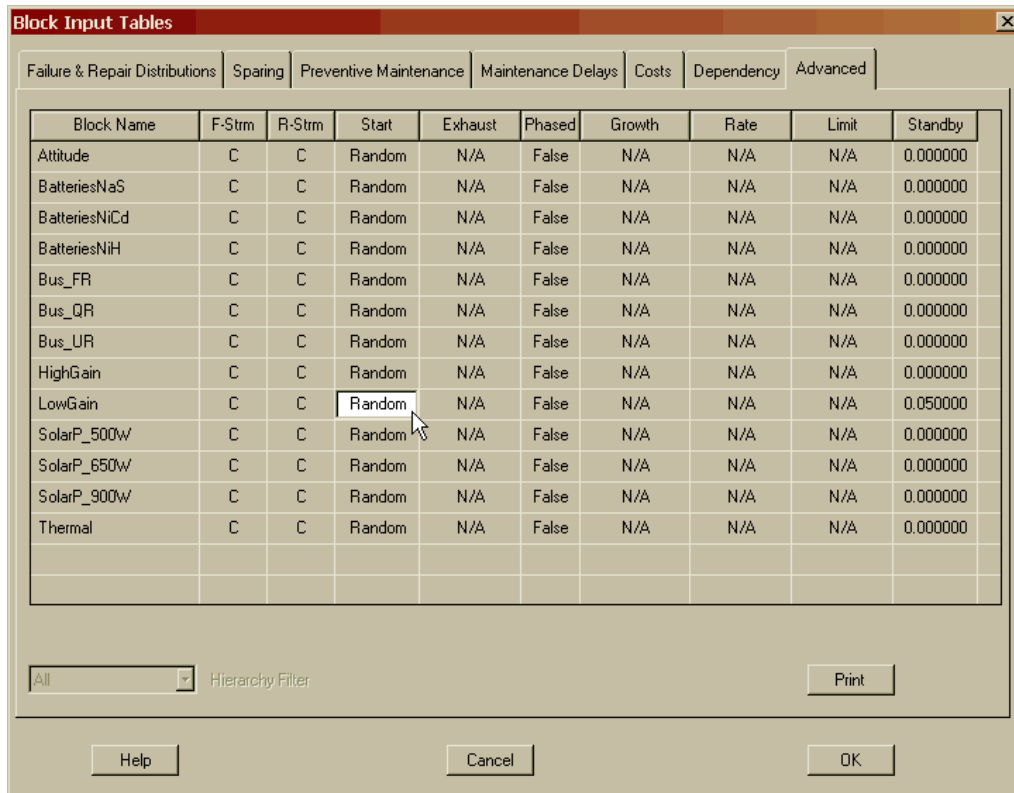 Block Input Tables
Failure & Repair Distributions Sparing Preventive Maintenance Maintenance Delays Costs Dependency Advanced
Block Name F-Strm R-Strm Start Exhaust Phased Growth Rate Limit Standby
Attitude C C Random N/A False N/A N/A N/A 0.000000
BatteriesNaS C C Random N/A False N/A N/A N/A 0.000000
BatteriesNiCd C C Random N/A False N/A N/A N/A 0.000000
BatteriesNiH C C Random N/A False N/A N/A N/A 0.000000
Bus_FR C C Random N/A False N/A N/A N/A 0.000000
Bus_QR C C Random N/A False N/A N/A N/A 0.000000
Bus_UR C C Random N/A False N/A N/A N/A 0.000000
HighGain C C Random N/A False N/A N/A N/A 0.000000
LowGain C C Random N/A False N/A N/A N/A 0.050000
SolarP_500W C C Random N/A False N/A N/A N/A 0.000000
SolarP_650W C C Random N/A False N/A N/A N/A 0.000000
SolarP_900W C C Random N/A False N/A N/A N/A 0.000000
Thermal C C Random N/A False N/A N/A N/A 0.000000
All Hierarchy Filter Print
Help Cancel OK